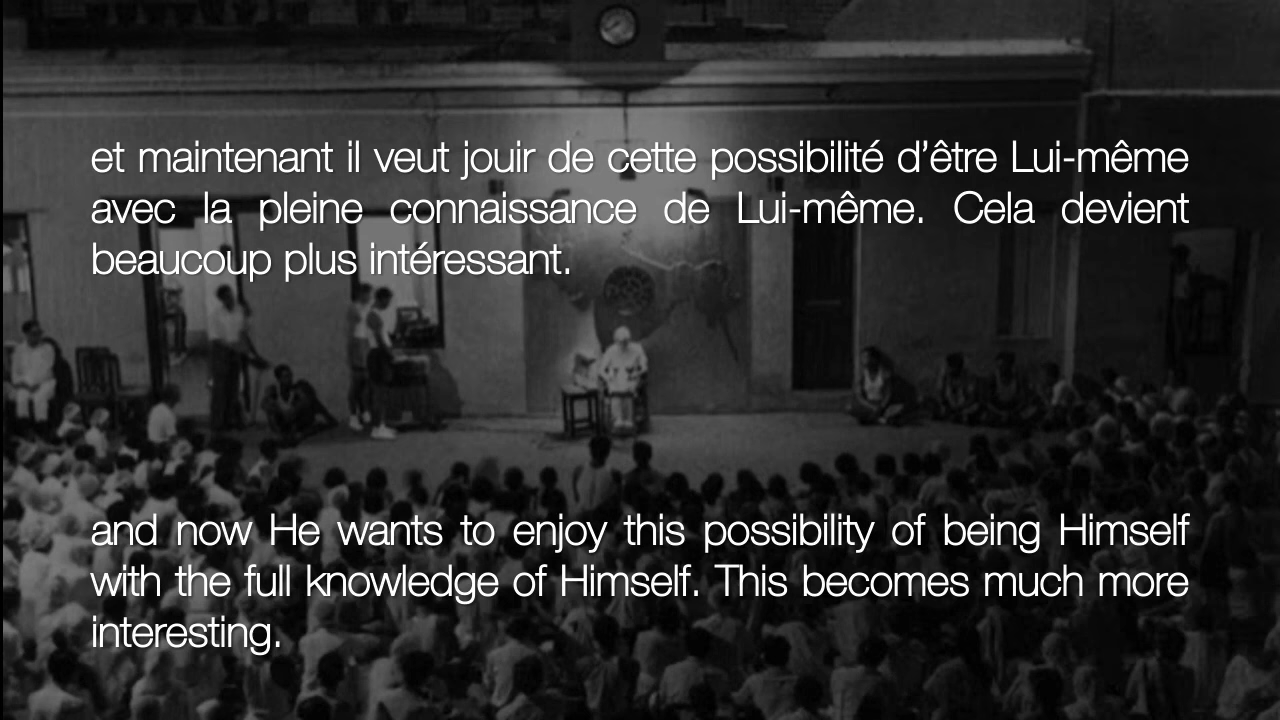 et maintenant il veut jouir de cette possibilité d’être Lui-même
avec la pleine connaissance de Lui-même. Cela devient
beaucoup plus intéressant.
and now He wants to enjoy this possibility of being Himself
with the full knowledge of Himself. This becomes much more
interesting.